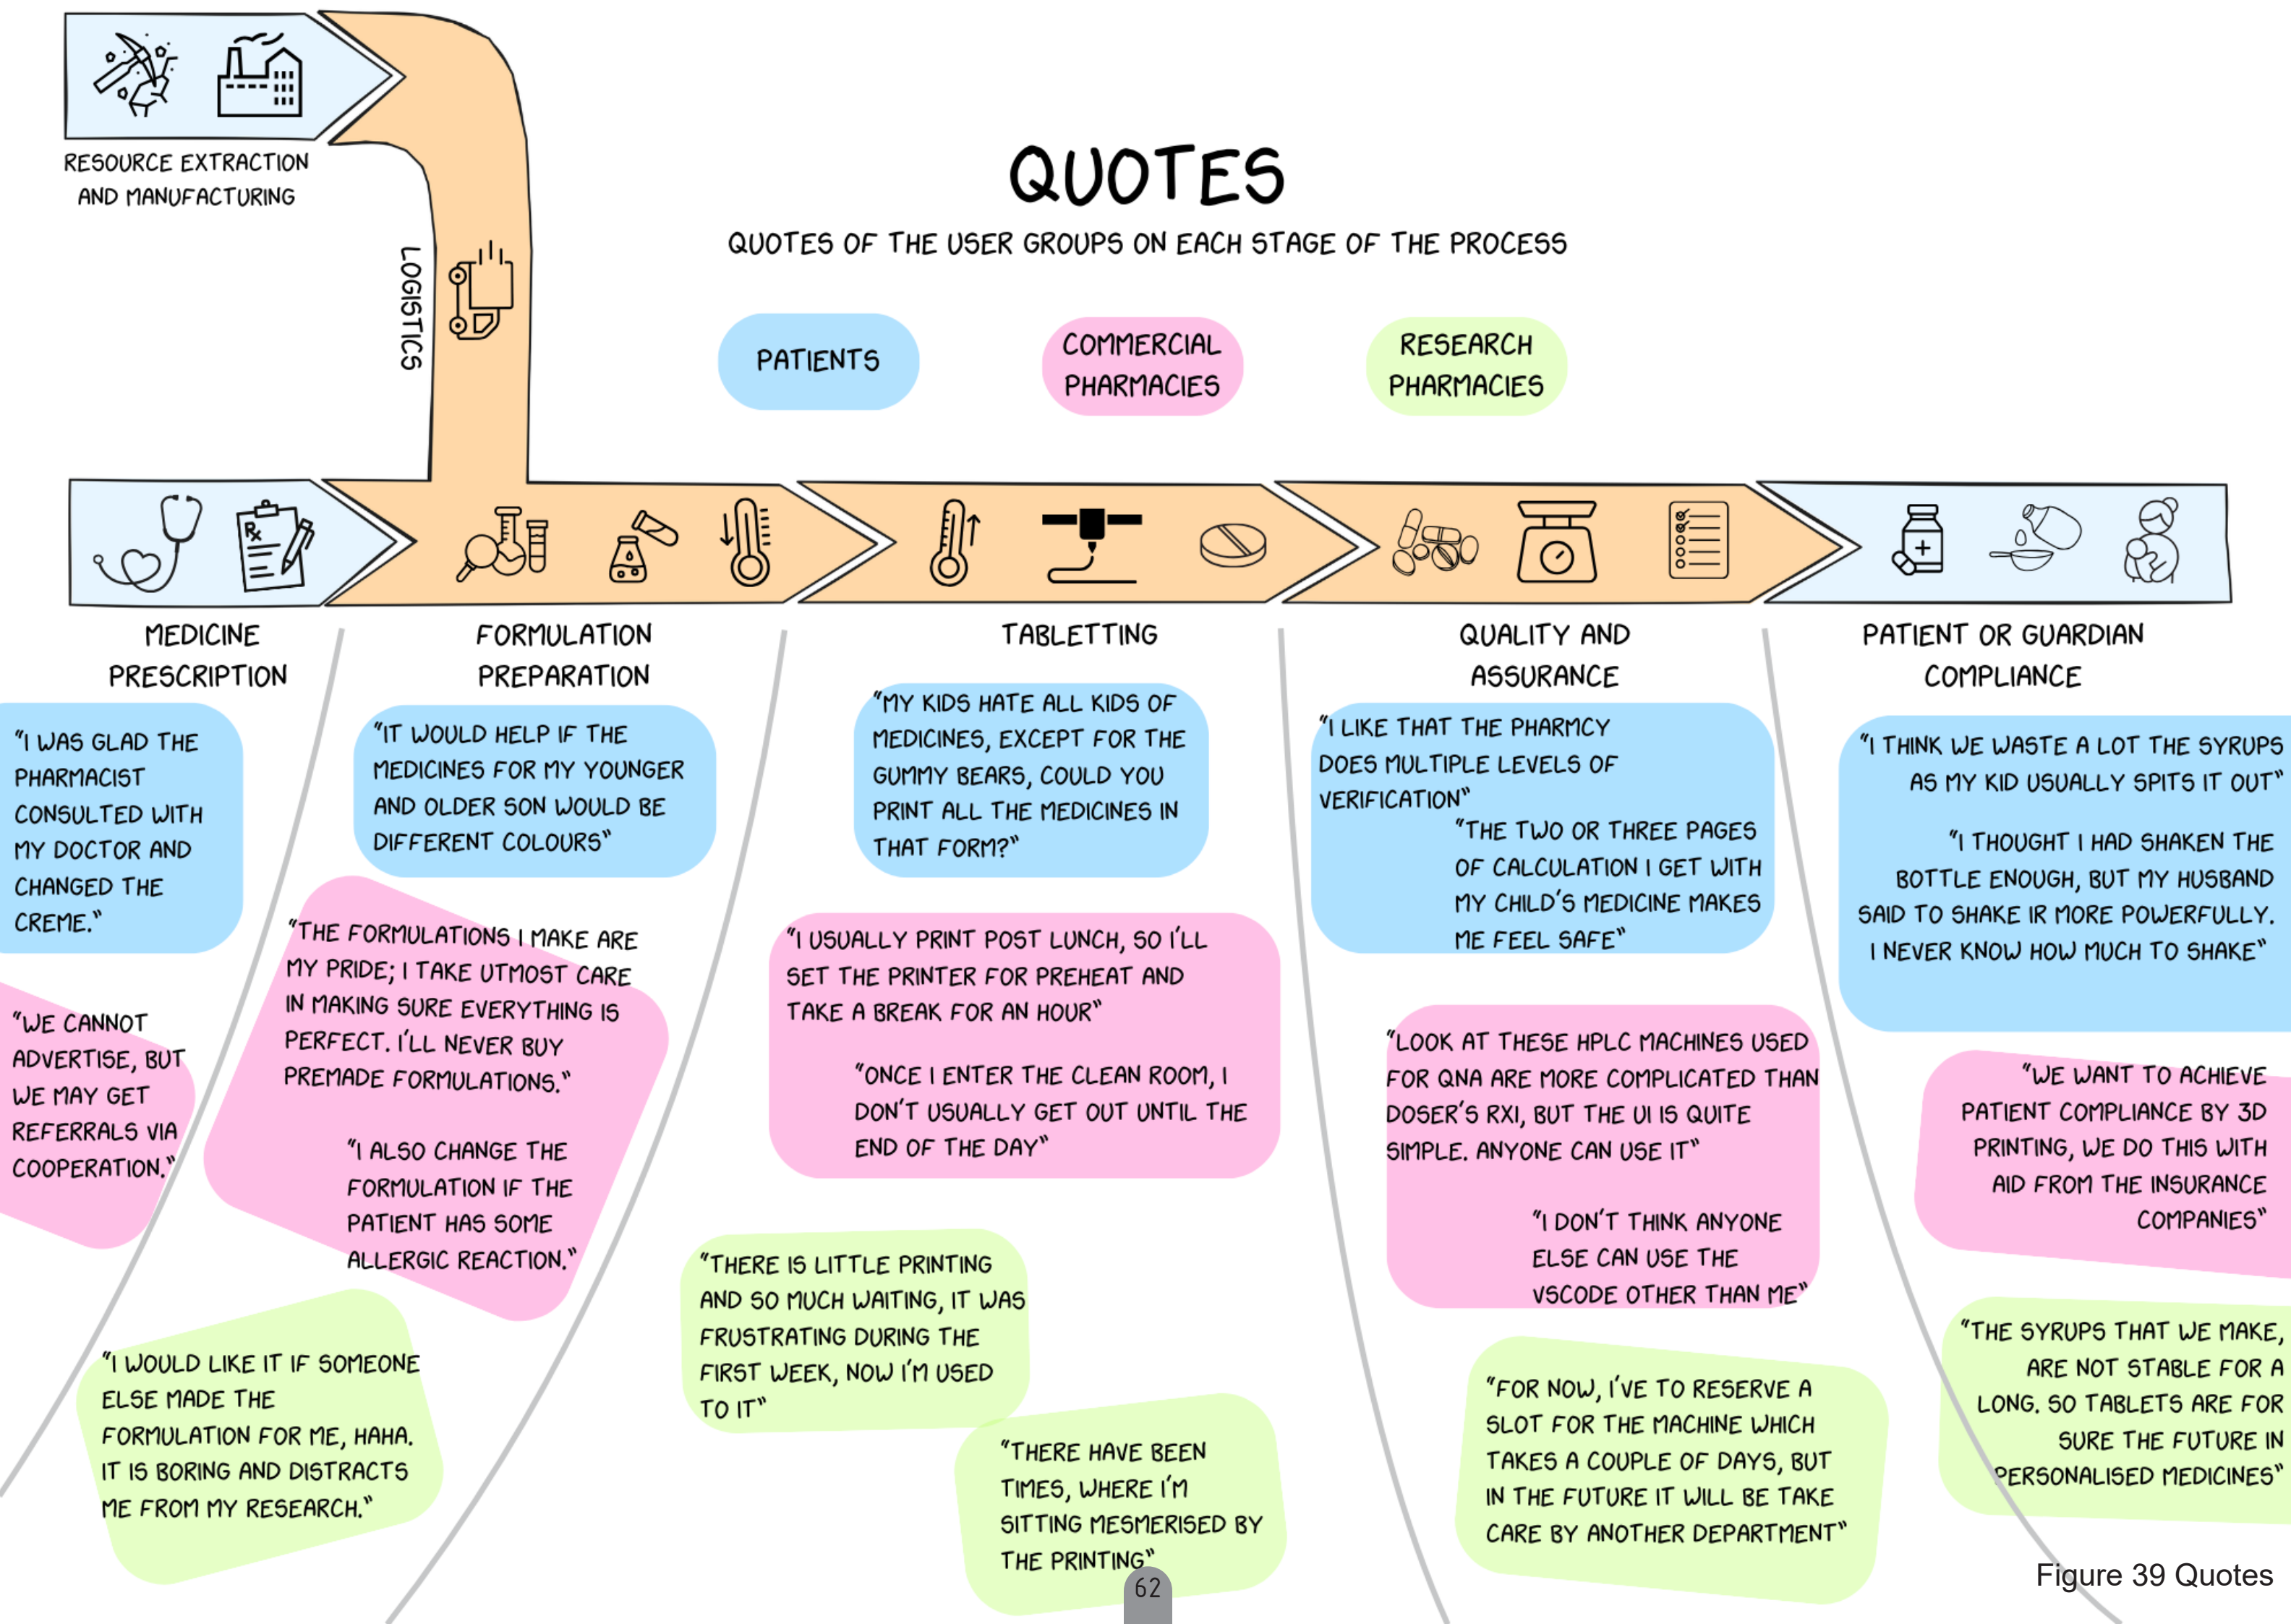 RESOURCE EXTRACTION
AND MANUFACTURING
LOGISTICS
QUOTES
QUOTES OF THE USER GROUPS ON EACH STAGE OF THE PROCESS
PATIENTS
COMMERCIAL
PHARMACIES
RESEARCH
PHARMACIES
Rx
MEDICINE
PRESCRIPTION
"I WAS GLAD THE
PHARMACIST
CONSULTED WITH
MY DOCTOR AND
CHANGED THE
CREME."
"WE CANNOT
ADVERTISE, BUT
WE MAY GET
REFERRALS VIA
COOPERATION."
FORMULATION
PREPARATION
"IT WOULD HELP IF THE
MEDICINES FOR MY YOUNGER
AND OLDER SON WOULD BE
DIFFERENT COLOURS"
"THE FORMULATIONS I MAKE ARE
MY PRIDE; I TAKE UTMOST CARE
IN MAKING SURE EVERYTHING IS
PERFECT. I'LL NEVER BUY
PREMADE FORMULATIONS."
"I ALSO CHANGE THE
FORMULATION IF THE
PATIENT HAS SOME
ALLERGIC REACTION."
"I WOULD LIKE IT IF SOMEONE
ELSE MADE THE
FORMULATION FOR ME, HAHA.
IT IS BORING AND DISTRACTS
ME FROM MY RESEARCH."
TABLETTING
"MY KIDS HATE ALL KIDS OF
MEDICINES, EXCEPT FOR THE
GUMMY BEARS, COULD YOU
PRINT ALL THE MEDICINES IN
THAT FORM?"
"I USUALLY PRINT POST LUNCH, SO I'LL
SET THE PRINTER FOR PREHEAT AND
TAKE A BREAK FOR AN HOUR"
"ONCE I ENTER THE CLEAN ROOM, I
DON'T USUALLY GET OUT UNTIL THE
END OF THE DAY"
"THERE IS LITTLE PRINTING
AND SO MUCH WAITING, IT WAS
FRUSTRATING DURING THE
FIRST WEEK, NOW I'M USED
TO IT"
"THERE HAVE BEEN
TIMES, WHERE I'M
SITTING MESMERISED BY
THE PRINTING"
QUALITY AND
ASSURANCE
"I LIKE THAT THE PHARMCY
DOES MULTIPLE LEVELS OF
VERIFICATION"
"THE TWO OR THREE PAGES
OF CALCULATION I GET WITH
MY CHILD'S MEDICINE MAKES
ME FEEL SAFE"
"LOOK AT THESE HPLC MACHINES USED
FOR QNA ARE MORE COMPLICATED THAN
DOSER'S RXI, BUT THE UI IS QUITE
SIMPLE. ANYONE CAN USE IT"
"I DON'T THINK ANYONE
ELSE CAN USE THE
VSCODE OTHER THAN ME"
"FOR NOW, I'VE TO RESERVE A
SLOT FOR THE MACHINE WHICH
TAKES A COUPLE OF DAYS, BUT
IN THE FUTURE IT WILL BE TAKE
CARE BY ANOTHER DEPARTMENT"
PATIENT OR GUARDIAN
COMPLIANCE
"I THINK WE WASTE A LOT THE SYRUPS
AS MY KID USUALLY SPITS IT OUT"
"I THOUGHT I HAD SHAKEN THE
BOTTLE ENOUGH, BUT MY HUSBAND
SAID TO SHAKE IR MORE POWERFULLY.
I NEVER KNOW HOW MUCH TO SHAKE"
"WE WANT TO ACHIEVE
PATIENT COMPLIANCE BY 3D
PRINTING, WE DO THIS WITH
AID FROM THE INSURANCE
COMPANIES"
"THE SYRUPS THAT WE MAKE,
ARE NOT STABLE FOR A
LONG. SO TABLETS ARE FOR
SURE THE FUTURE IN
PERSONALISED MEDICINES"
62
Figure 39 Quotes